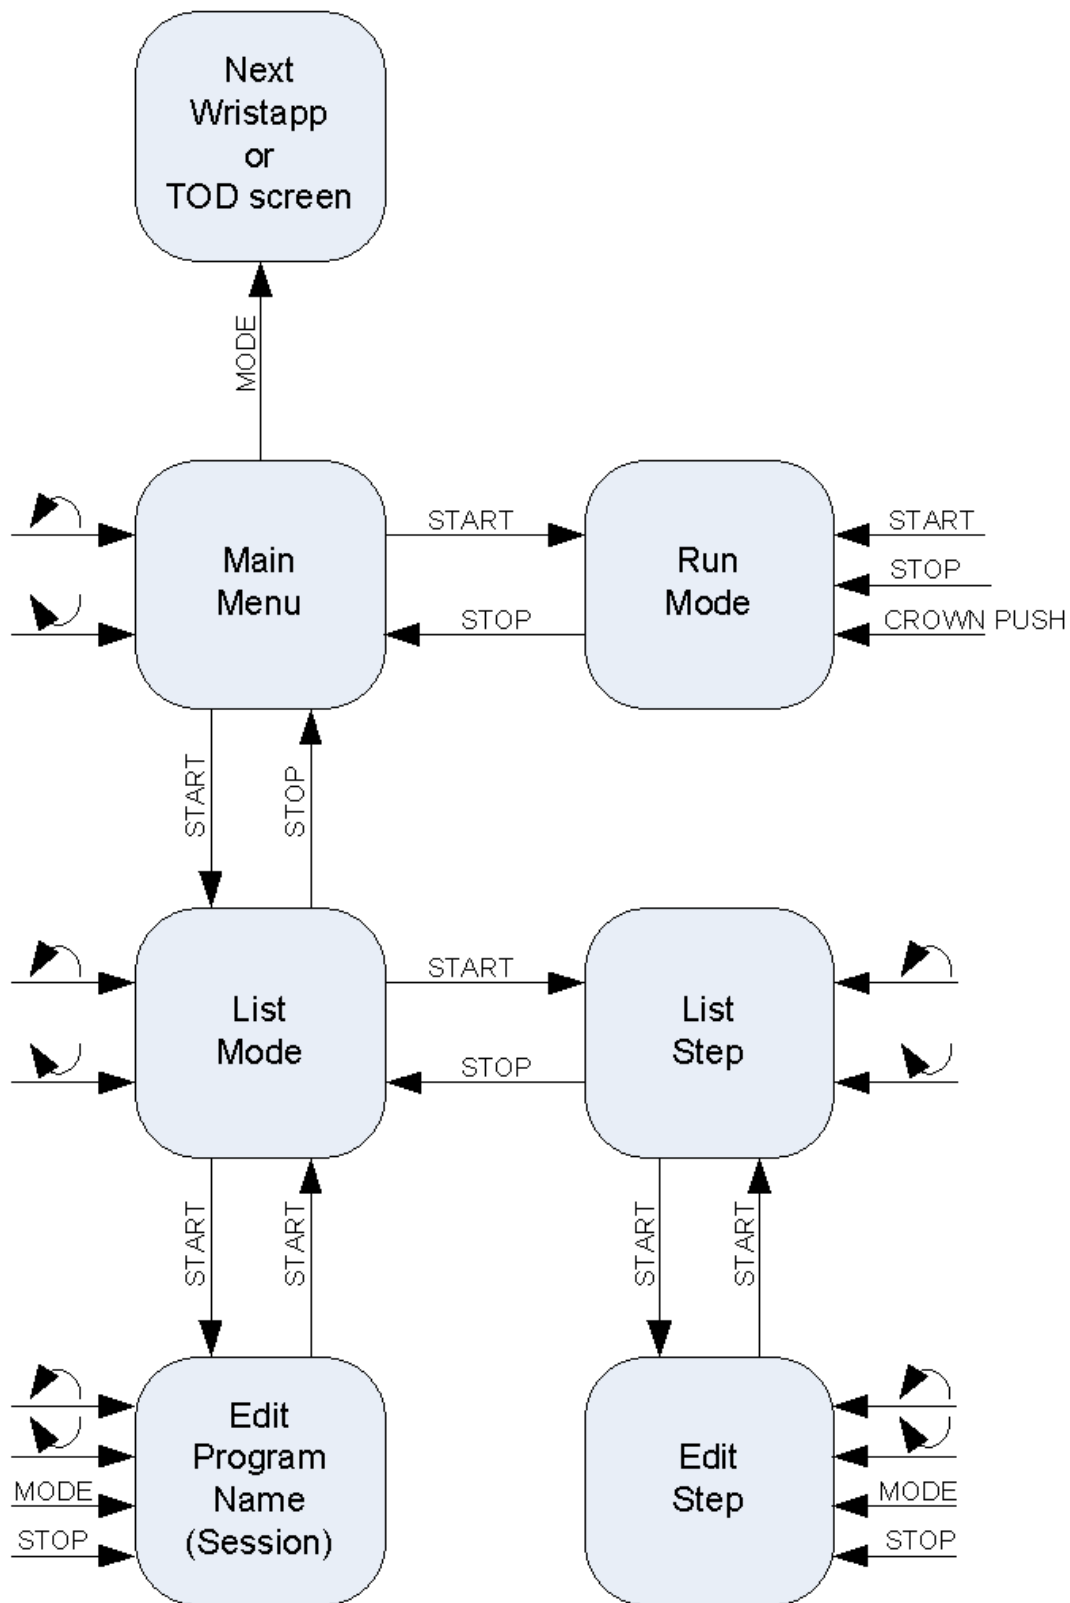 Next
Wristapp
or
TOD screen
MODE
Main
Menu
START
STOP
Run
Mode
START
STOP
CROWN PUSH
START
STOP
List
Mode
START
STOP
List
Step
START
START
START
START
Edit
Program
Name
(Session)
MODE
STOP
Edit
Step
MODE
STOP